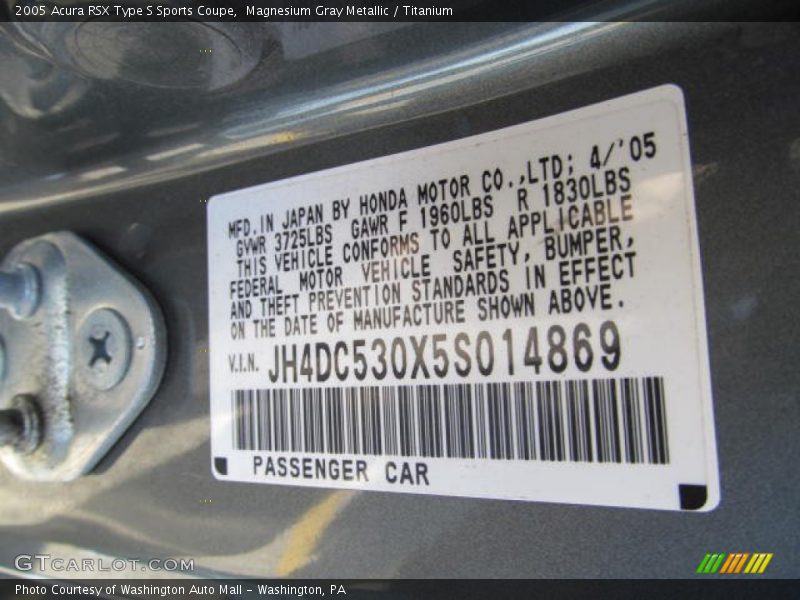 2005 Acura RSX Type S Sports Coupe, Magnesium Gray Metallic / Titanium
MFD. IN JAPAN BY HONDA MOTOR CO.,LTD; 4/'05
GVWR 3725LBS GAWR F 1960LBS R 1830LBS
THIS VEHICLE CONFORMS TO ALL APPLICABLE
FEDERAL MOTOR VEHICLE SAFETY, BUMPER,
AND THEFT PREVENTION STANDARDS IN EFFECT
ON THE DATE OF MANUFACTURE SHOWN ABOVE.
V.I.N. JH4DC530X5S014869
PASSENGER CAR
GTcarlot.com
Photo Courtesy of Washington Auto Mall - Washington, PA